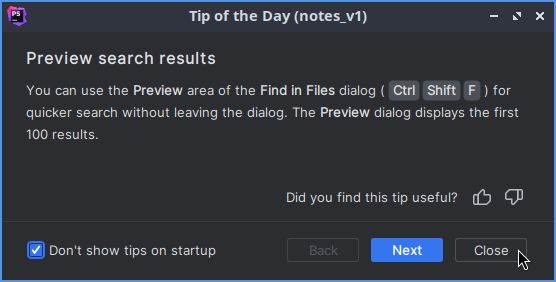 PS
Tip of the Day (notes_v1)
Preview search results
You can use the Preview area of the Find in Files dialog ( Ctrl Shift F ) for
quicker search without leaving the dialog. The Preview dialog displays the first
100 results.
Did you find this tip useful?
Don't show tips on startup
Back
Next
Close